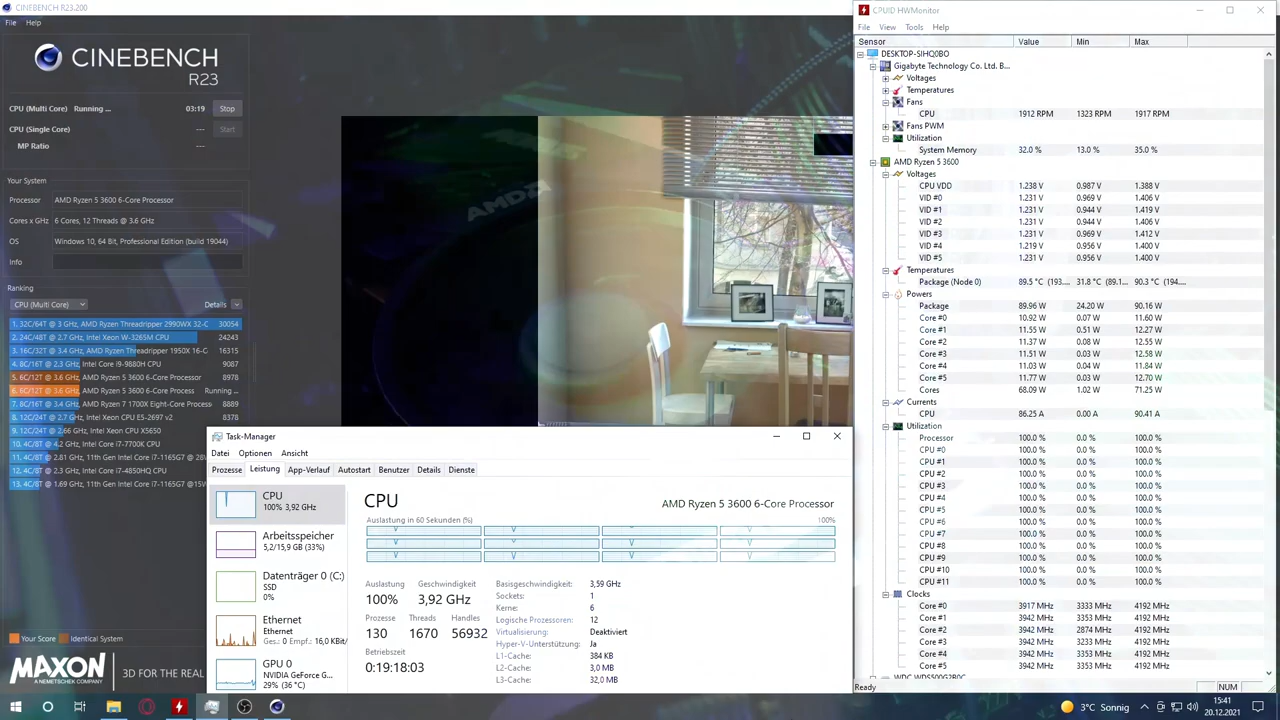 CINEBENCH R23.200
File Help
CINEBENCH
R23
CPU (Multi Core) Running ... 03:19 Stop
CPU (Single Core) Start
MP Ratio
Your System
Processor AMD Ryzen 5 3600 6-Core Processor
Cores x GHz 6 Cores, 12 Threads @ 3.6 GHz
OS Windows 10, 64 Bit, Professional Edition (build 19044)
Info
Ranking
CPU (Multi Core) Details
1. 32C/64T @ 3 GHz, AMD Ryzen Threadripper 2990WX 32-C 30054
2. 24C/48T @ 2.7 GHz, Intel Xeon W-3265M CPU 24243
3. 16C/32T @ 3.4 GHz, AMD Ryzen Threadripper 1950X 16-C 16315
4. 8C/16T @ 2.3 GHz, Intel Core i9-9880H CPU 9087
5. 6C/12T @ 3.6 GHz, AMD Ryzen 5 3600 6-Core Processor 8978
6. 6C/12T @ 3.6 GHz, AMD Ryzen 5 3600 6-Core Process Running ...
7. 8C/16T @ 3.4 GHz, AMD Ryzen 7 1700X Eight-Core Proces 8889
8. 12C/24T @ 2.7 GHz, Intel Xeon CPU E5-2697 v2 8378
9. 12C/24T @ 2.66 GHz, Intel Xeon CPU X5650
10. 4C/8T @ 4.2 GHz, Intel Core i7-7700K CPU
11. 4C/8T @ 2.81 GHz, 11th Gen Intel Core i7-1165G7 @ 28W
12. 4C/8T @ 2.3 GHz, Intel Core i7-4850HQ CPU
13. 4C/8T @ 1.69 GHz, 11th Gen Intel Core i7-1165G7 @15W
Your Score Identical System
MAXON
A NEMETSCHEK COMPANY
3D FOR THE REAL
Task-Manager
Datei Optionen Ansicht
Prozesse Leistung App-Verlauf Autostart Benutzer Details Dienste
CPU
100% 3,92 GHz
Arbeitsspeicher
5,2/15,9 GB (33%)
Datenträger 0 (C:)
SSD
0%
Ethernet
Ethernet
Ges.: 0 Empf.: 16,0 KBit/
GPU 0
NVIDIA GeForce G...
29% (36 °C)
CPU AMD Ryzen 5 3600 6-Core Processor
Auslastung in 60 Sekunden (%) 100%
Auslastung Geschwindigkeit
100% 3,92 GHz
Prozesse Threads Handles
130 1670 56932
Betriebszeit
0:19:18:03
Basisgeschwindigkeit: 3,59 GHz
Sockets: 1
Kerne: 6
Logische Prozessoren: 12
Virtualisierung: Deaktiviert
Hyper-V-Unterstützung: Ja
L1-Cache: 384 KB
L2-Cache: 3,0 MB
L3-Cache: 32,0 MB
CPUID HWMonitor
File View Tools Help
Sensor Value Min Max
DESKTOP-SIHQ0BO
Gigabyte Technology Co. Ltd. B...
Voltages
Temperatures
Fans
CPU 1912 RPM 1323 RPM 1917 RPM
Fans PWM
Utilization
System Memory 32.0 % 13.0 % 35.0 %
AMD Ryzen 5 3600
Voltages
CPU VDD 1.238 V 0.987 V 1.388 V
VID #0 1.231 V 0.969 V 1.406 V
VID #1 1.231 V 0.944 V 1.419 V
VID #2 1.231 V 0.944 V 1.406 V
VID #3 1.231 V 0.969 V 1.412 V
VID #4 1.219 V 0.956 V 1.400 V
VID #5 1.231 V 0.956 V 1.400 V
Temperatures
Package (Node 0) 89.5 °C (193.... 31.8 °C (89.1... 90.3 °C (194....
Powers
Package 89.96 W 24.20 W 90.16 W
Core #0 10.92 W 0.07 W 11.60 W
Core #1 11.55 W 0.51 W 12.27 W
Core #2 11.37 W 0.08 W 12.55 W
Core #3 11.51 W 0.03 W 12.58 W
Core #4 11.03 W 0.04 W 11.84 W
Core #5 11.77 W 0.03 W 12.70 W
Cores 68.09 W 1.02 W 71.25 W
Currents
CPU 86.25 A 0.00 A 90.41 A
Utilization
Processor 100.0 % 0.0 % 100.0 %
CPU #0 100.0 % 0.0 % 100.0 %
CPU #1 100.0 % 0.0 % 100.0 %
CPU #2 100.0 % 0.0 % 100.0 %
CPU #3 100.0 % 0.0 % 100.0 %
CPU #4 100.0 % 0.0 % 100.0 %
CPU #5 100.0 % 0.0 % 100.0 %
CPU #6 100.0 % 0.0 % 100.0 %
CPU #7 100.0 % 0.0 % 100.0 %
CPU #8 100.0 % 0.0 % 100.0 %
CPU #9 100.0 % 0.0 % 100.0 %
CPU #10 100.0 % 0.0 % 100.0 %
CPU #11 100.0 % 0.0 % 100.0 %
Clocks
Core #0 3917 MHz 3333 MHz 4192 MHz
Core #1 3942 MHz 3353 MHz 4192 MHz
Core #2 3942 MHz 2874 MHz 4192 MHz
Core #3 3942 MHz 3233 MHz 4192 MHz
Core #4 3942 MHz 3353 MHz 4192 MHz
Core #5 3942 MHz 3353 MHz 4192 MHz
WDC WDS500G2B0C
Ready NUM
3°C Sonnig
15:41
20.12.2021